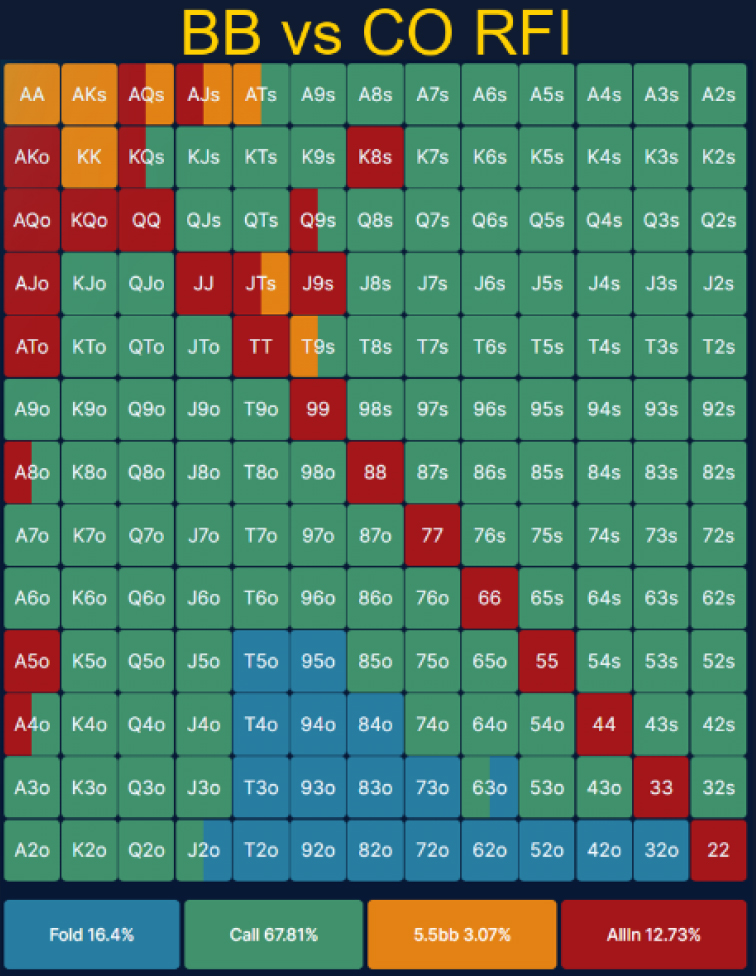 BB vs CO RFI
AA AKs AQs AJs ATs A9s A8s A7s A6s A5s A4s A3s A2s
AKo KK KQs KJs KTs K9s K8s K7s K6s K5s K4s K3s K2s
AQo KQo QQ QJs QTs Q9s Q8s Q7s Q6s Q5s Q4s Q3s Q2s
AJo KJo QJo JJ JTs J9s J8s J7s J6s J5s J4s J3s J2s
ATo KTo QTo JTo TT T9s T8s T7s T6s T5s T4s T3s T2s
A9o K9o Q9o J9o T9o 99 98s 97s 96s 95s 94s 93s 92s
A8o K8o Q8o J8o T8o 98o 88 87s 86s 85s 84s 83s 82s
A7o K7o Q7o J7o T7o 97o 87o 77 76s 75s 74s 73s 72s
A6o K6o Q6o J6o T6o 96o 86o 76o 66 65s 64s 63s 62s
A5o K5o Q5o J5o T5o 95o 85o 75o 65o 55 54s 53s 52s
A4o K4o Q4o J4o T4o 94o 84o 74o 64o 54o 44 43s 42s
A3o K3o Q3o J3o T3o 93o 83o 73o 63o 53o 43o 33 32s
A2o K2o Q2o J2o T2o 92o 82o 72o 62o 52o 42o 32o 22
Fold 16.4% Call 67.81% 5.5bb 3.07% AllIn 12.73%